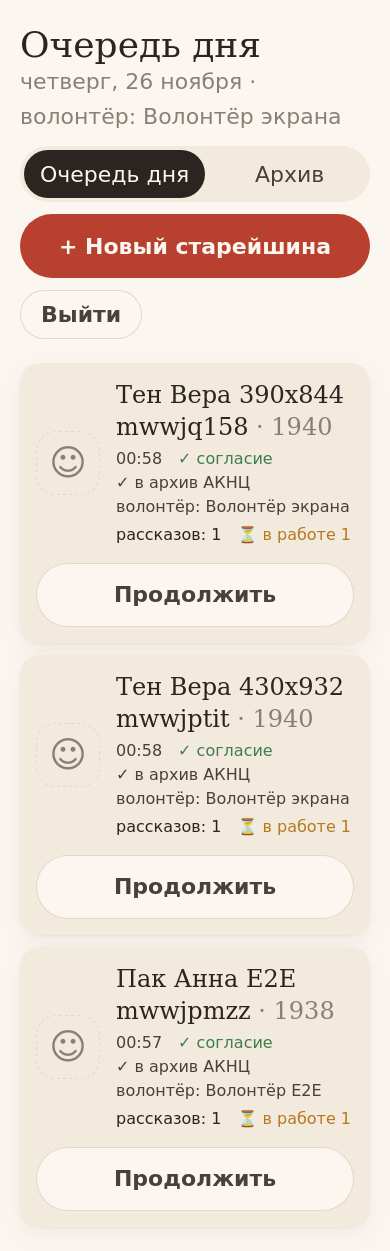 Очередь дня
четверг, 26 ноября ·
волонтёр: Волонтёр экрана
Очередь дня Архив
+ Новый старейшина
Выйти
Тен Вера 390x844
mwwjq158 · 1940
00:58 ✓ согласие
✓ в архив АКНЦ
волонтёр: Волонтёр экрана
рассказов: 1 ⏳ в работе 1
Продолжить
Тен Вера 430x932
mwwjptit · 1940
00:58 ✓ согласие
✓ в архив АКНЦ
волонтёр: Волонтёр экрана
рассказов: 1 ⏳ в работе 1
Продолжить
Пак Анна E2E
mwwjpmzz · 1938
00:57 ✓ согласие
✓ в архив АКНЦ
волонтёр: Волонтёр E2E
рассказов: 1 ⏳ в работе 1
Продолжить